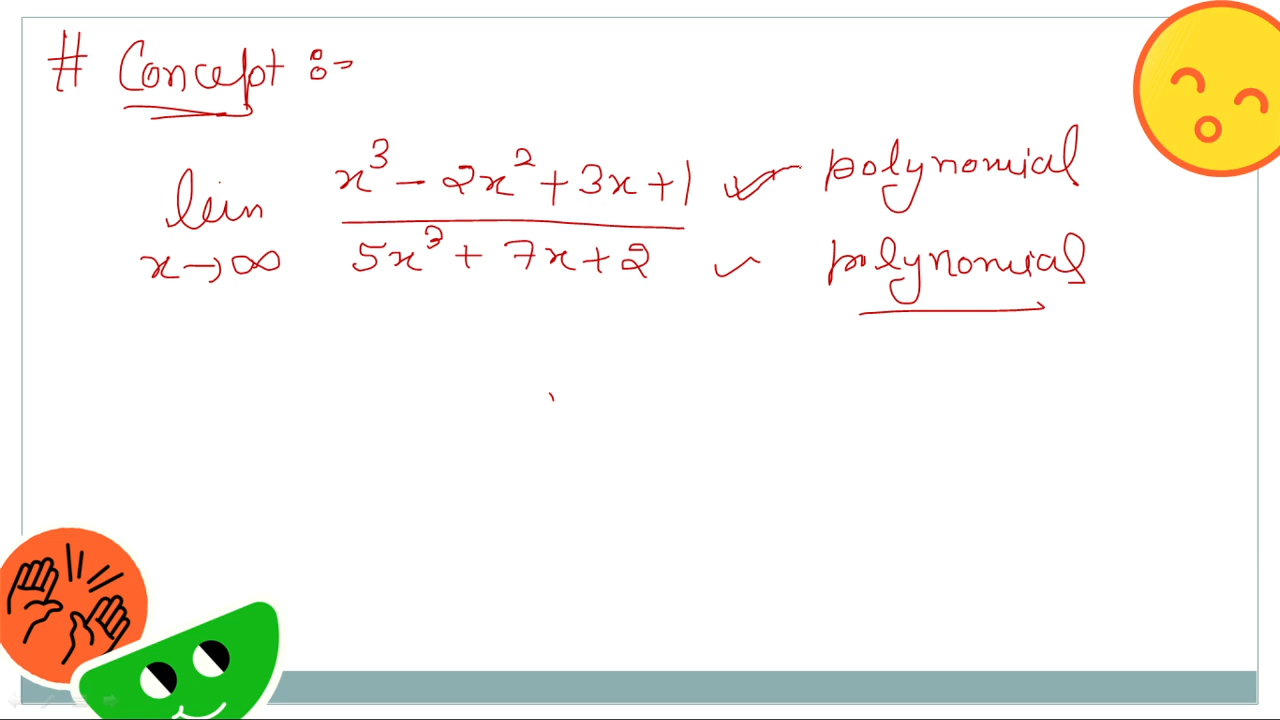 # Concept :-
lim x→∞ x³ - 2x² + 3x + 1 / 5x³ + 7x + 2
polynomial
polynomial